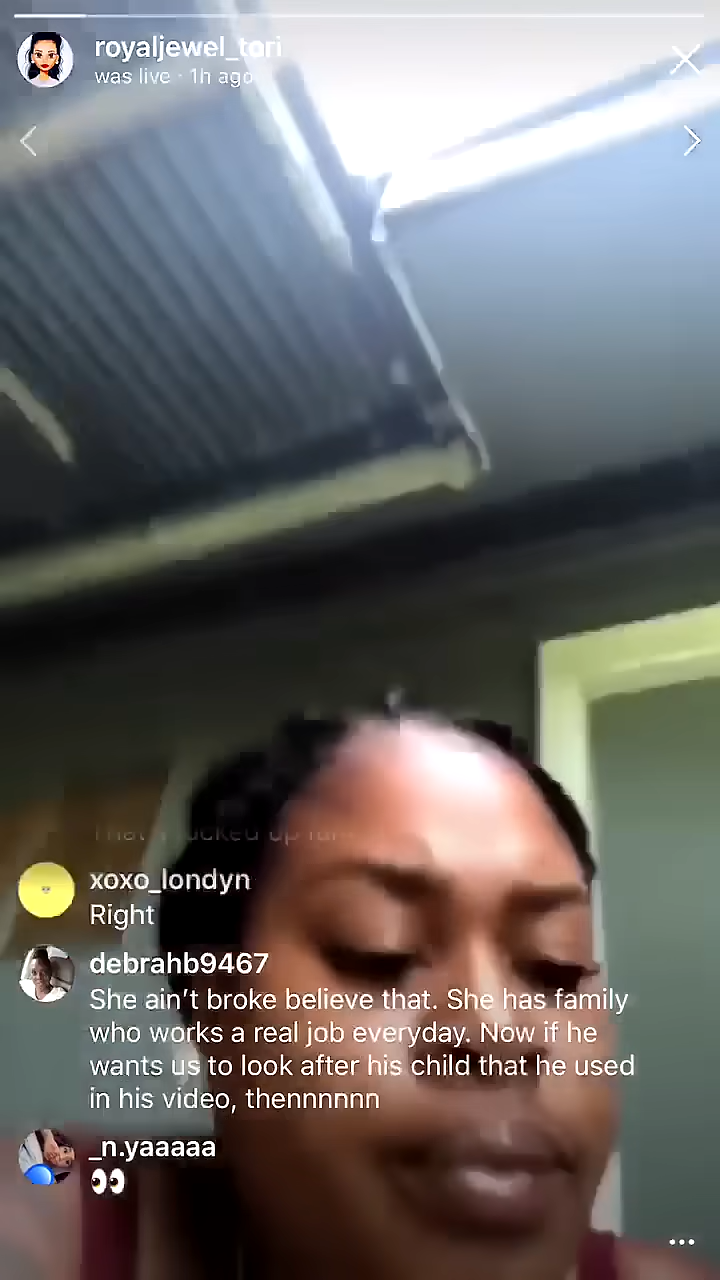 royaljewel_tori
was live · 1h ago
xoxo_londyn
Right
debrahb9467
She ain’t broke believe that. She has family
who works a real job everyday. Now if he
wants us to look after his child that he used
in his video, thennnnnn
_n.yaaaaa
👀